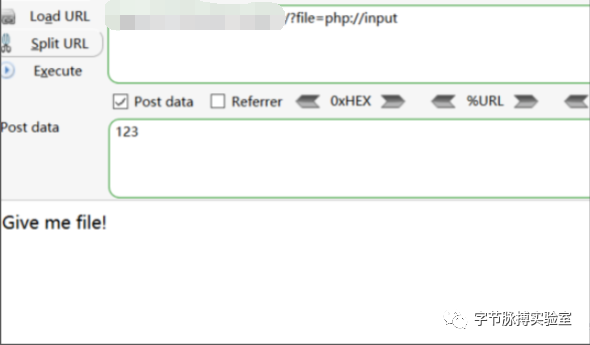 Load URL
/?file=php://input
Split URL
Execute
Post data
Referrer
0xHEX
%URL
Post data
123
Give me file!
字节脉搏实验室